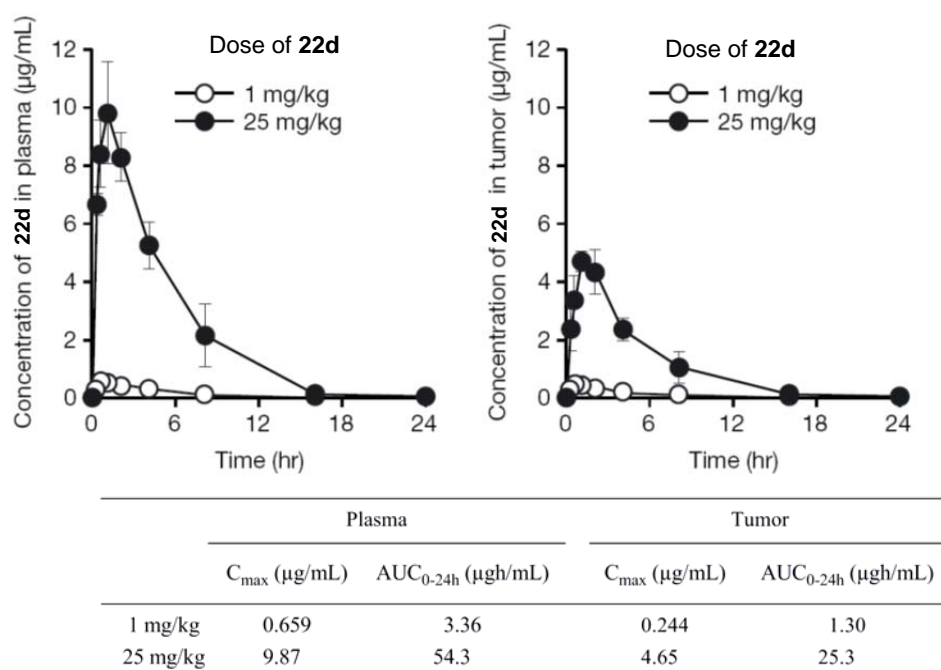 Dose of 22d
1 mg/kg
25 mg/kg
Concentration of 22d in plasma (µg/mL)
12
10
8
6
4
2
0
0 6 12 18 24
Time (hr)
Dose of 22d
1 mg/kg
25 mg/kg
Concentration of 22d in tumor (µg/mL)
12
10
8
6
4
2
0
0 6 12 18 24
Time (hr)
Plasma Tumor
Cmax (µg/mL) AUC0-24h (µgh/mL) Cmax (µg/mL) AUC0-24h (µgh/mL)
1 mg/kg 0.659 3.36 0.244 1.30
25 mg/kg 9.87 54.3 4.65 25.3